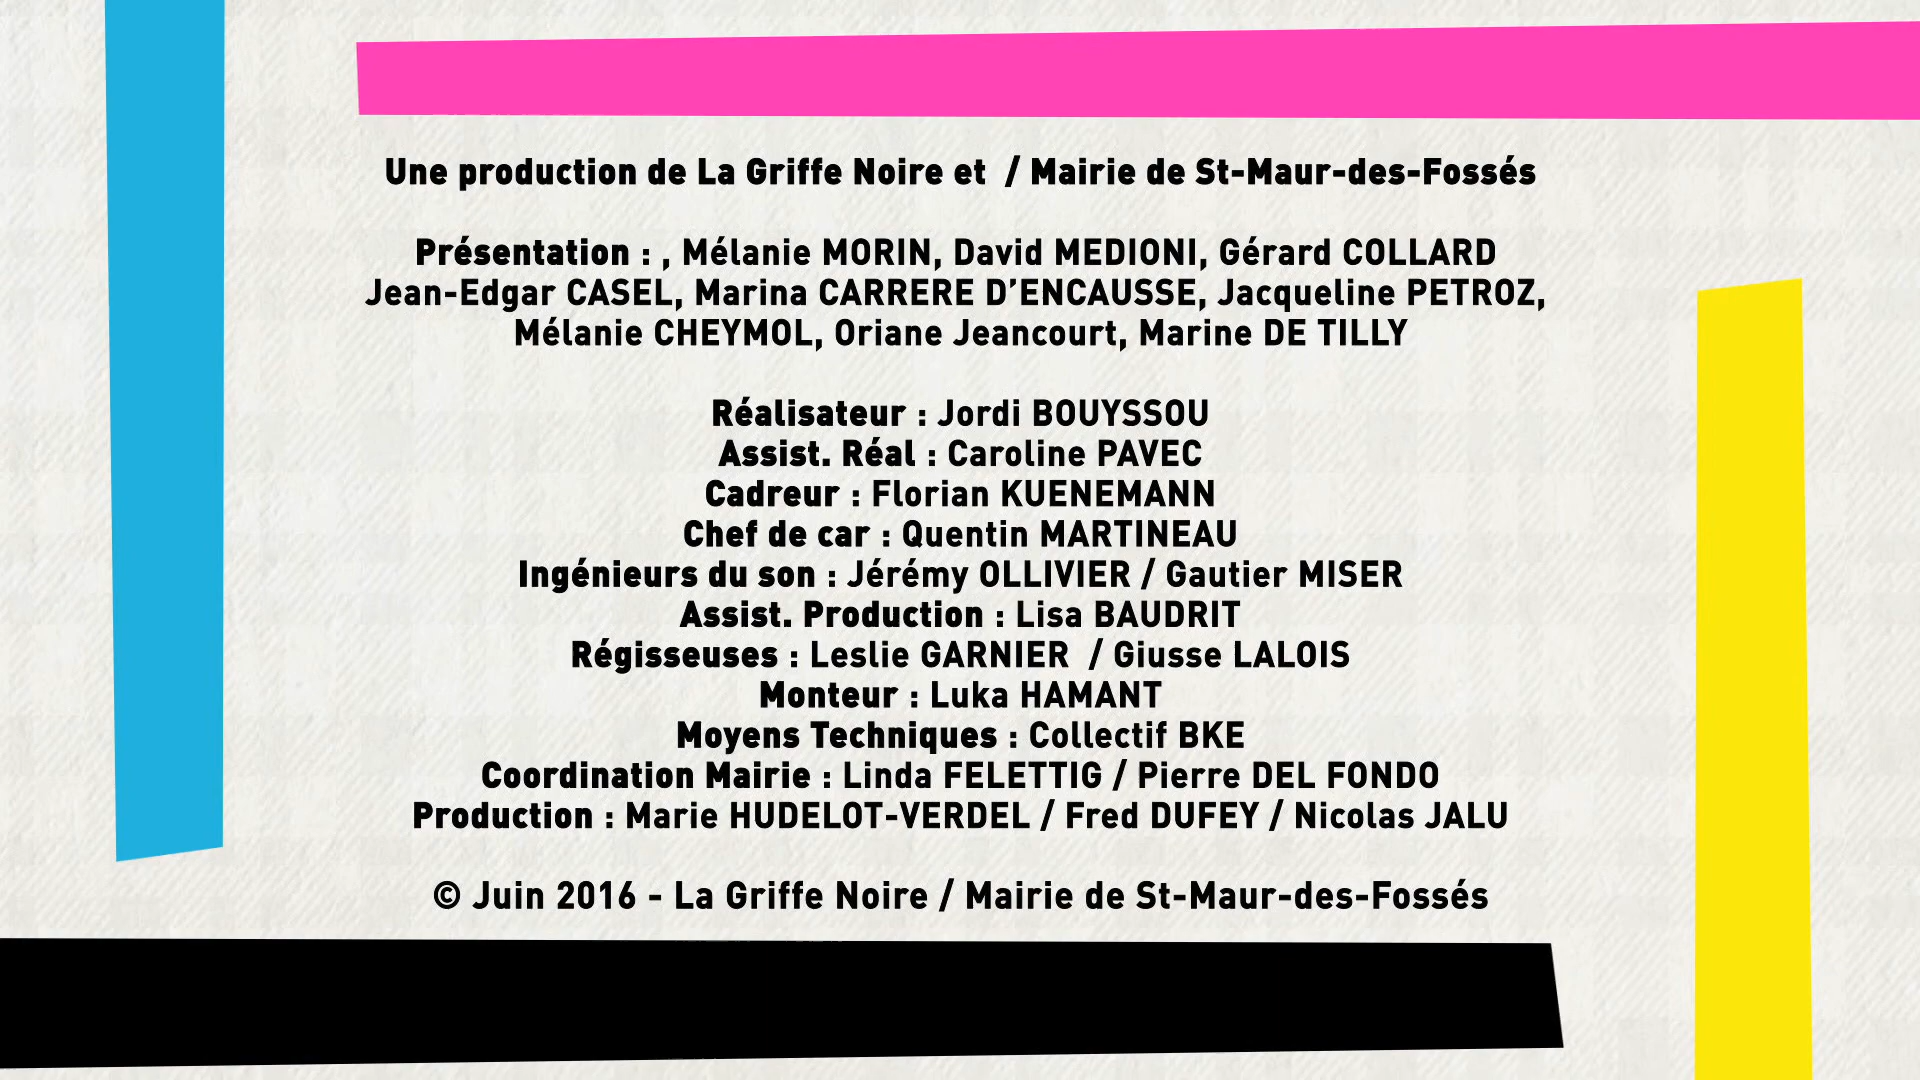 Une production de La Griffe Noire et  / Mairie de St-Maur-des-Fossés
Présentation : , Mélanie MORIN, David MEDIONI, Gérard COLLARD
Jean-Edgar CASEL, Marina CARRERE D’ENCAUSSE, Jacqueline PETROZ,
Mélanie CHEYMOL, Oriane Jeancourt, Marine DE TILLY
Réalisateur : Jordi BOUYSSOU
Assist. Réal : Caroline PAVEC
Cadreur : Florian KUENEMANN
Chef de car : Quentin MARTINEAU
Ingénieurs du son : Jérémy OLLIVIER / Gautier MISER
Assist. Production : Lisa BAUDRIT
Régisseuses : Leslie GARNIER  / Giusse LALOIS
Monteur : Luka HAMANT
Moyens Techniques : Collectif BKE
Coordination Mairie : Linda FELETTIG / Pierre DEL FONDO
Production : Marie HUDELOT-VERDEL / Fred DUFEY / Nicolas JALU
© Juin 2016 - La Griffe Noire / Mairie de St-Maur-des-Fossés